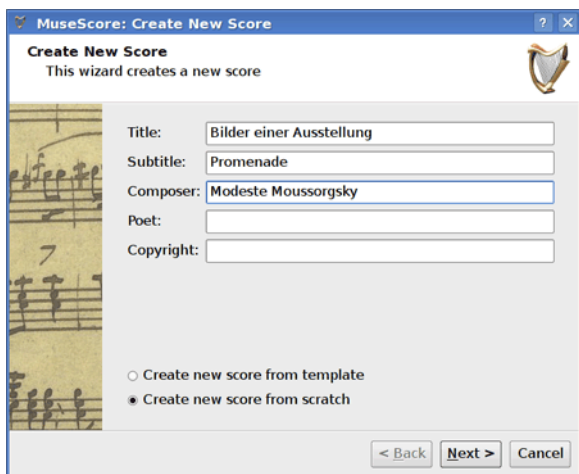 MuseScore: Create New Score
Create New Score
This wizard creates a new score
Title: Bilder einer Ausstellung
Subtitle: Promenade
Composer: Modeste Moussorgsky
Poet:
Copyright:
Create new score from template
Create new score from scratch
< Back Next > Cancel